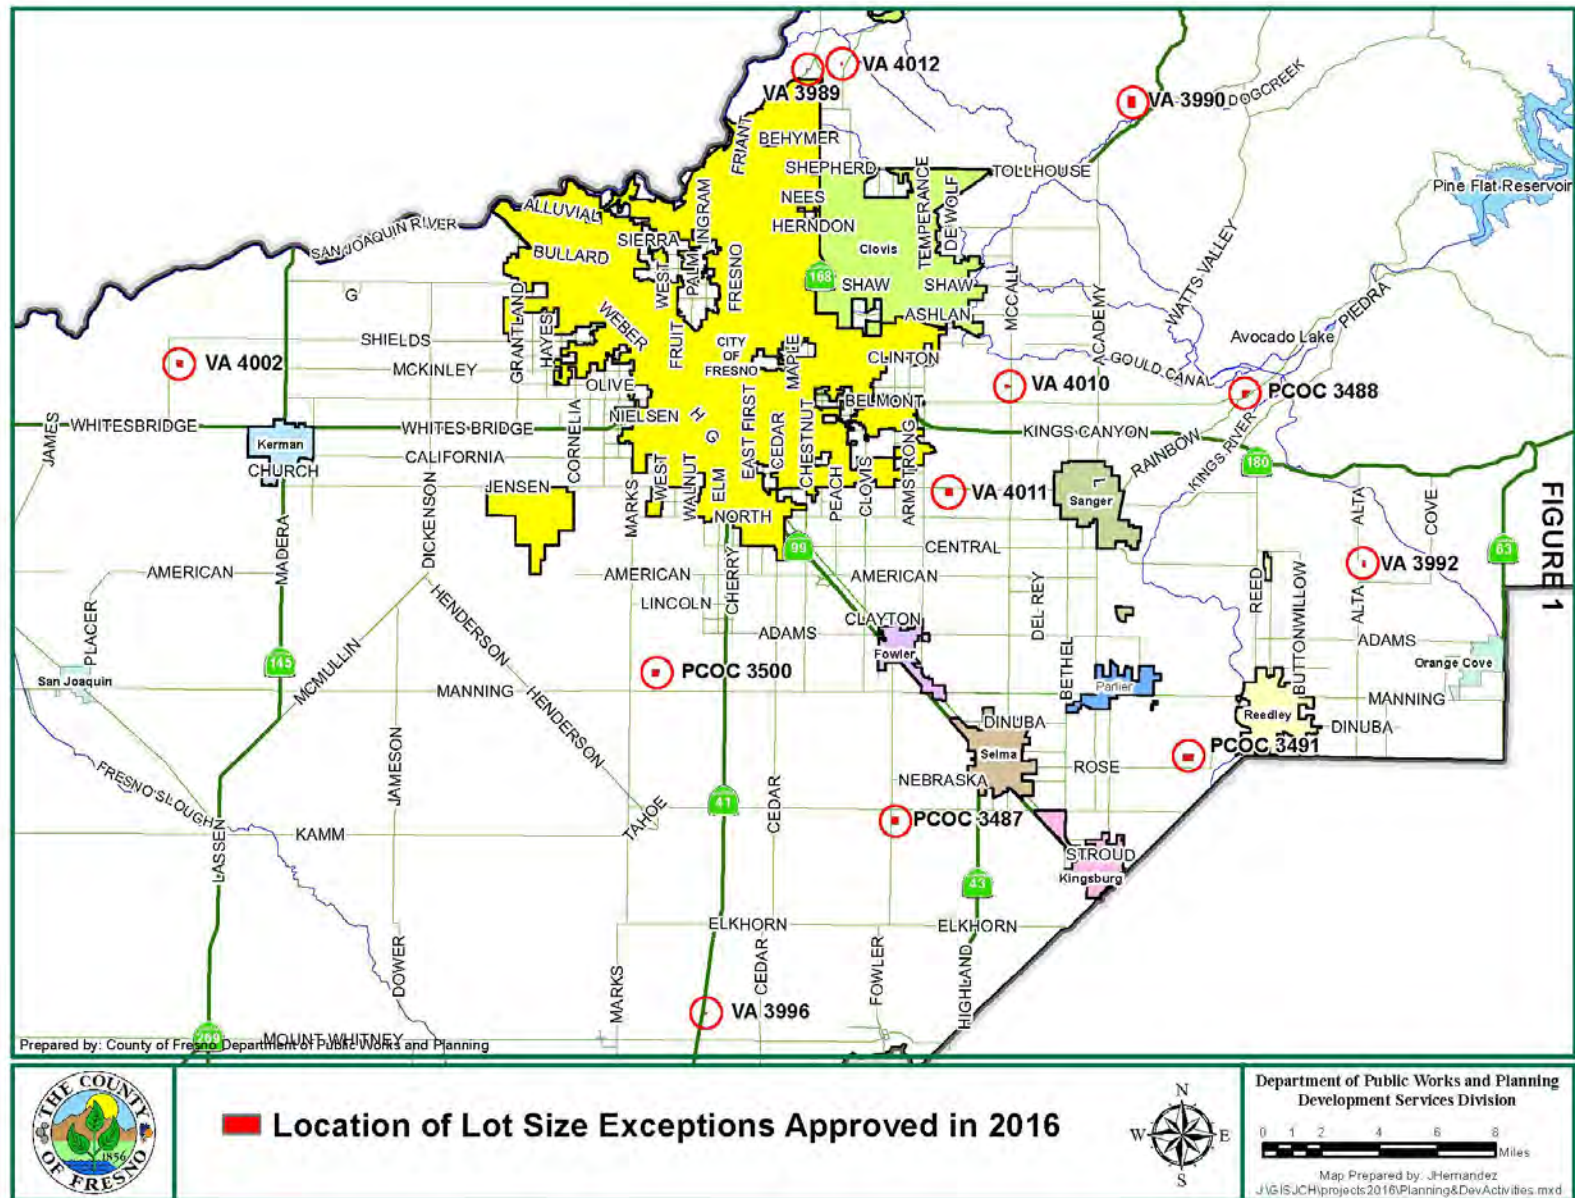 VA 4012
VA 3989
VA 3990
DOGCREEK
FRIANT
BEHYMER
SHEPHERD
TEMPERANCE
TOLLHOUSE
Pine Flat Reservoir
NEES
INGRAM
DE WOLF
ALLUVIAL
SAN JOAQUIN RIVER
HERNDON
SIERRA
BULLARD
Clovis
WATTS VALLEY
WEST
PALM
FRESNO
168
SHAW
SHAW
MCCALL
G
GRANTLAND
HAYES
WEBER
ASHLAN
ACADEMY
PIEDRA
Avocado Lake
SHIELDS
FRUIT
CITY
OF
FRESNO
MAPLE
CLINTON
GOULD CANAL
VA 4002
MCKINLEY
OLIVE
VA 4010
PCOC 3488
BELMONT
JAMES
WHITESBRIDGE
WHITES BRIDGE
NIELSEN
H
G
EAST FIRST
CEDAR
CHESTNUT
KINGS CANYON
RAINBOW
KINGS RIVER
180
Kerman
CHURCH
CALIFORNIA
CORNELIA
WEST
WALNUT
ELM
PEACH
CLOVIS
ARMSTRONG
JENSEN
VA 4011
L
Sanger
MADERA
DICKENSON
MARKS
NORTH
99
CENTRAL
ALTA
COVE
63
FIGURE 1
AMERICAN
AMERICAN
CHERRY
AMERICAN
VA 3992
PLACER
HENDERSON
LINCOLN
CLAYTON
DEL REY
REED
BUTTONWILLOW
ALTA
ADAMS
ADAMS
Fowler
BETHEL
Orange Cove
145
San Joaquin
MCMULLIN
PCOC 3500
Parlier
MANNING
HENDERSON
MANNING
Reedley
DINUBA
DINUBA
JAMESON
Selma
PCOC 3491
ROSE
NEBRASKA
FRESNO SLOUGH
41
CEDAR
TAHOE
PCOC 3487
LASSEN
KAMM
STROUD
Kingsburg
43
ELKHORN
ELKHORN
DOWER
MARKS
CEDAR
FOWLER
HIGHLAND
VA 3996
269
MOUNT WHITNEY
Prepared by: County of Fresno Department of Public Works and Planning
THE COUNTY
OF FRESNO
1856
Location of Lot Size Exceptions Approved in 2016
N
W
E
S
Department of Public Works and Planning
Development Services Division
0 1 2 4 6 8
Miles
Map Prepared by: JHernandez
J:\GISJCH\projects2016\Planning&DevActivities.mxd